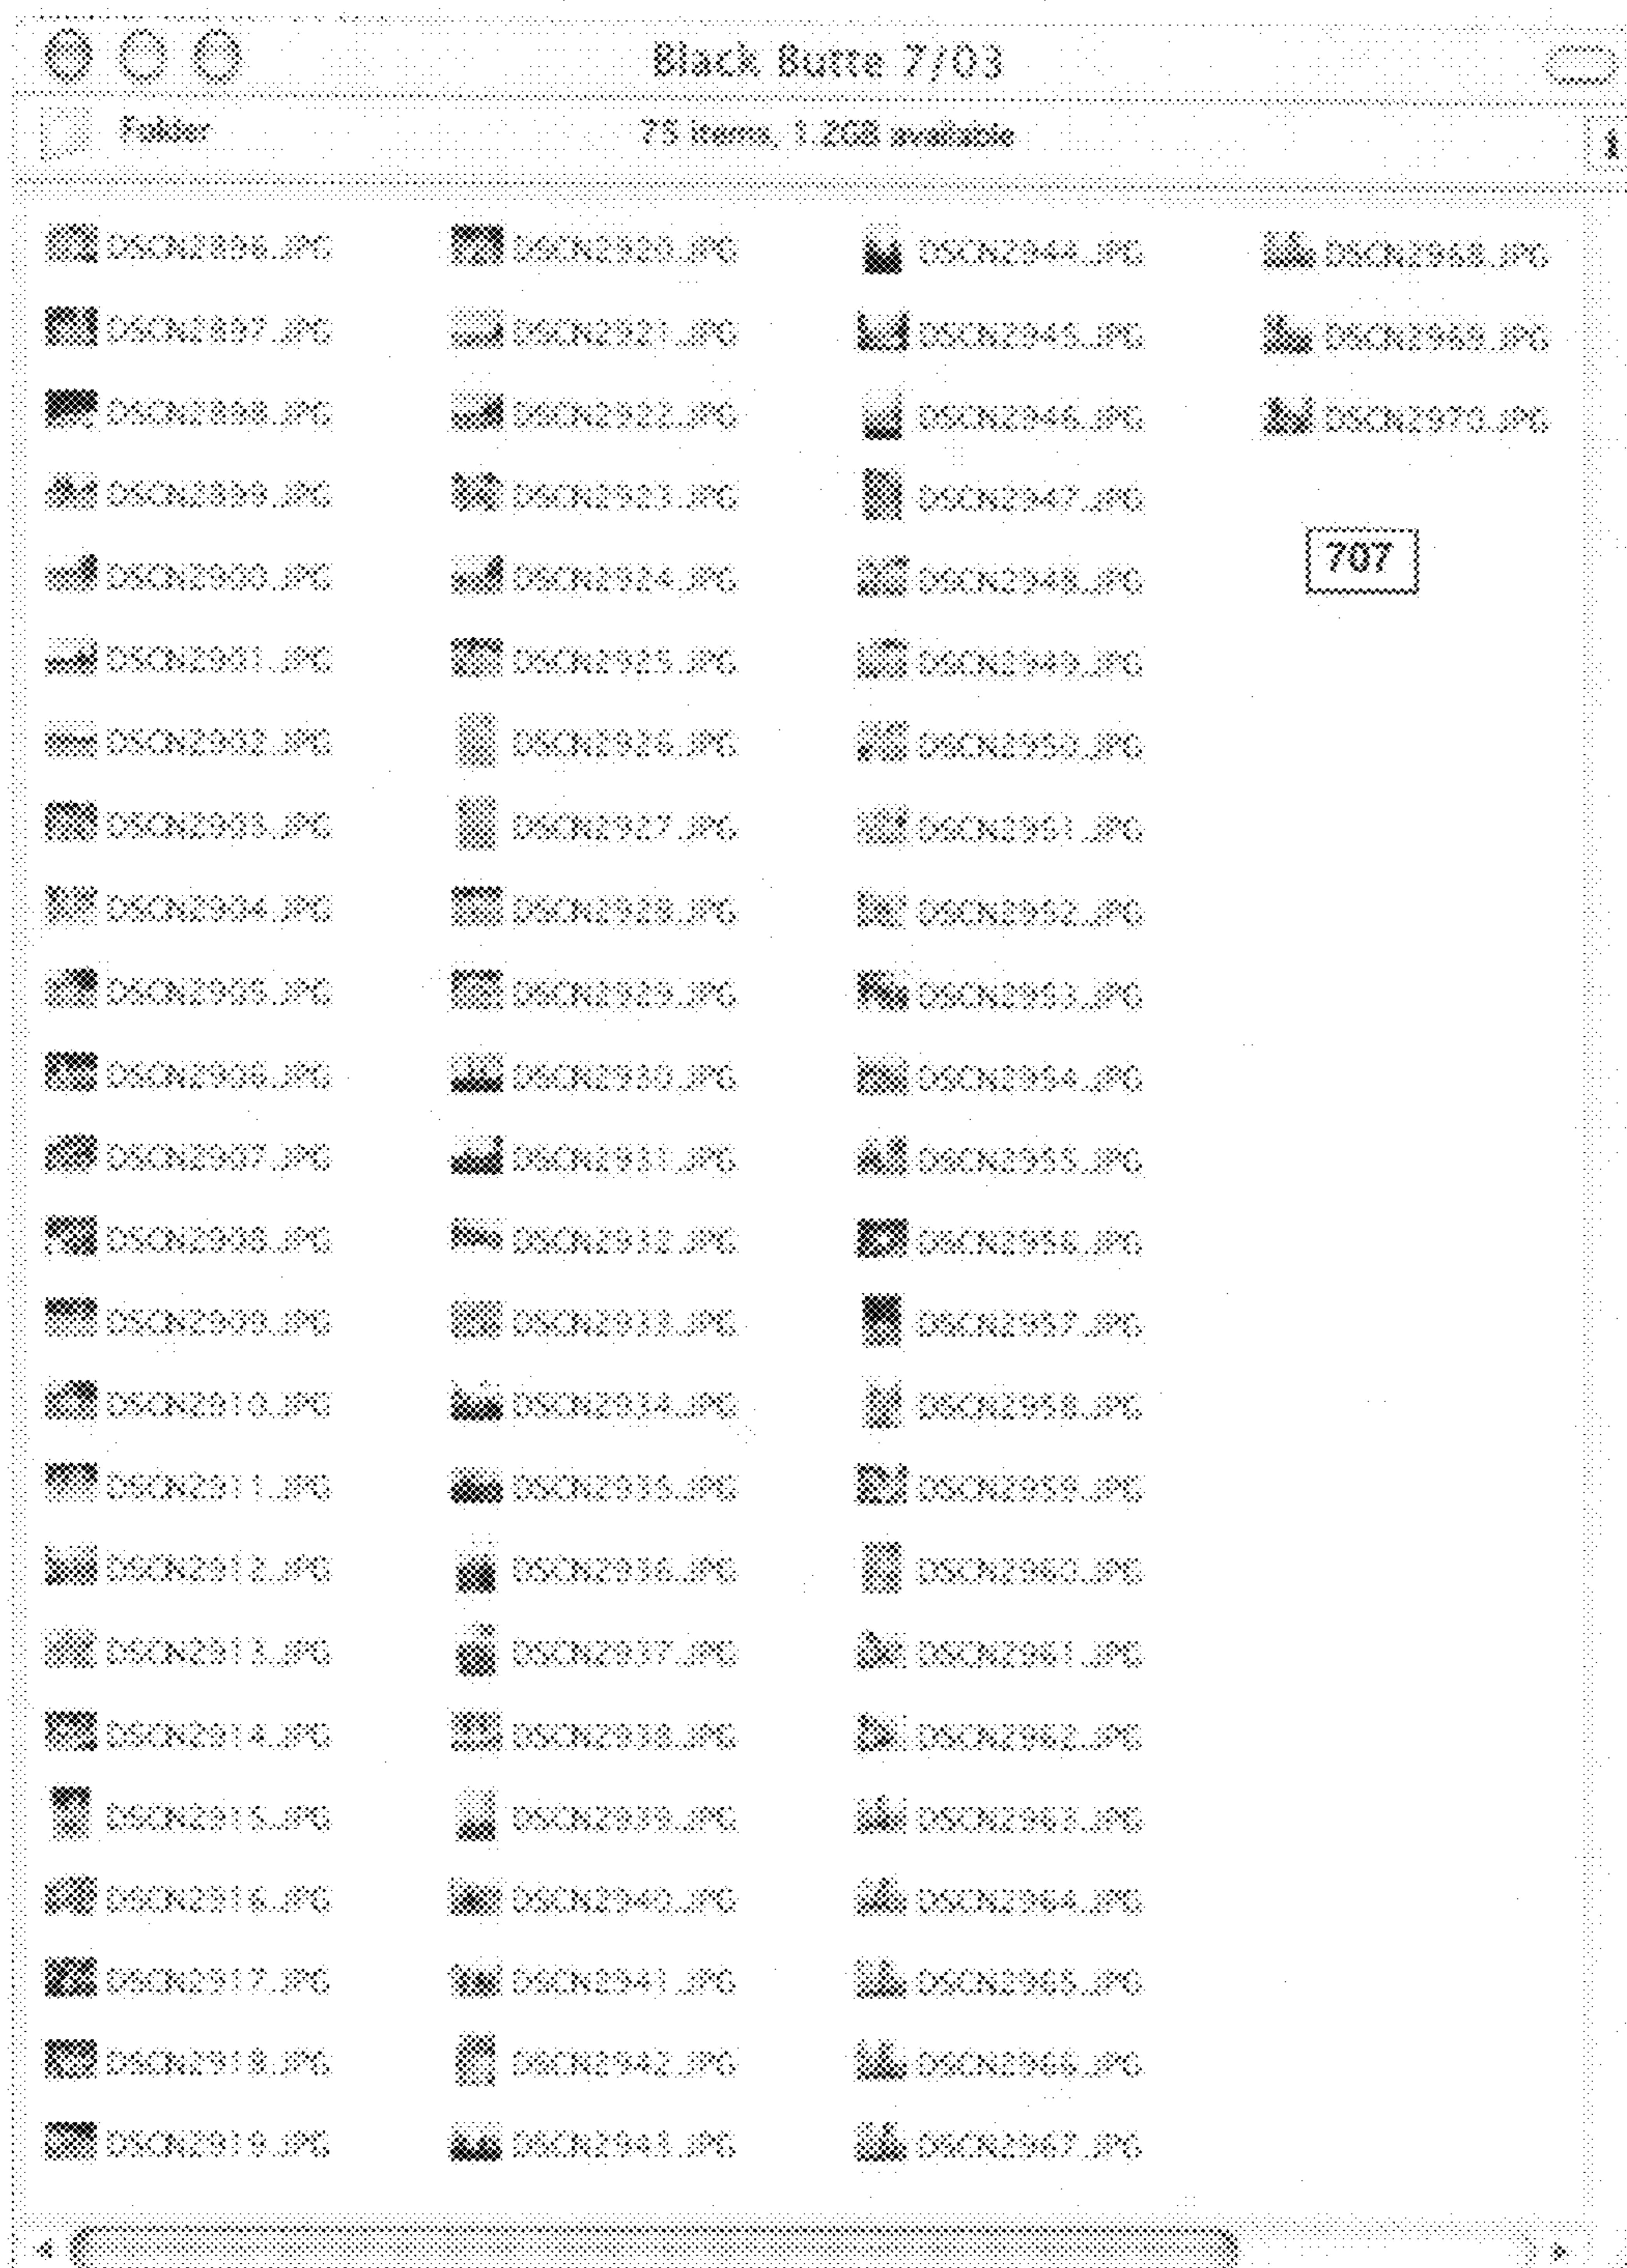 Black Butte 7/03
Folder
75 items, 1.2GB available
i
DSCN2896.JPG
DSCN2897.JPG
DSCN2898.JPG
DSCN2899.JPG
DSCN2900.JPG
DSCN2901.JPG
DSCN2902.JPG
DSCN2903.JPG
DSCN2904.JPG
DSCN2905.JPG
DSCN2906.JPG
DSCN2907.JPG
DSCN2908.JPG
DSCN2909.JPG
DSCN2910.JPG
DSCN2911.JPG
DSCN2912.JPG
DSCN2913.JPG
DSCN2914.JPG
DSCN2915.JPG
DSCN2916.JPG
DSCN2917.JPG
DSCN2918.JPG
DSCN2919.JPG
DSCN2920.JPG
DSCN2921.JPG
DSCN2922.JPG
DSCN2923.JPG
DSCN2924.JPG
DSCN2925.JPG
DSCN2926.JPG
DSCN2927.JPG
DSCN2928.JPG
DSCN2929.JPG
DSCN2930.JPG
DSCN2931.JPG
DSCN2932.JPG
DSCN2933.JPG
DSCN2934.JPG
DSCN2935.JPG
DSCN2936.JPG
DSCN2937.JPG
DSCN2938.JPG
DSCN2939.JPG
DSCN2940.JPG
DSCN2941.JPG
DSCN2942.JPG
DSCN2943.JPG
DSCN2944.JPG
DSCN2945.JPG
DSCN2946.JPG
DSCN2947.JPG
DSCN2948.JPG
DSCN2949.JPG
DSCN2950.JPG
DSCN2951.JPG
DSCN2952.JPG
DSCN2953.JPG
DSCN2954.JPG
DSCN2955.JPG
DSCN2956.JPG
DSCN2957.JPG
DSCN2958.JPG
DSCN2959.JPG
DSCN2960.JPG
DSCN2961.JPG
DSCN2962.JPG
DSCN2963.JPG
DSCN2964.JPG
DSCN2965.JPG
DSCN2966.JPG
DSCN2967.JPG
DSCN2968.JPG
DSCN2969.JPG
DSCN2970.JPG
707